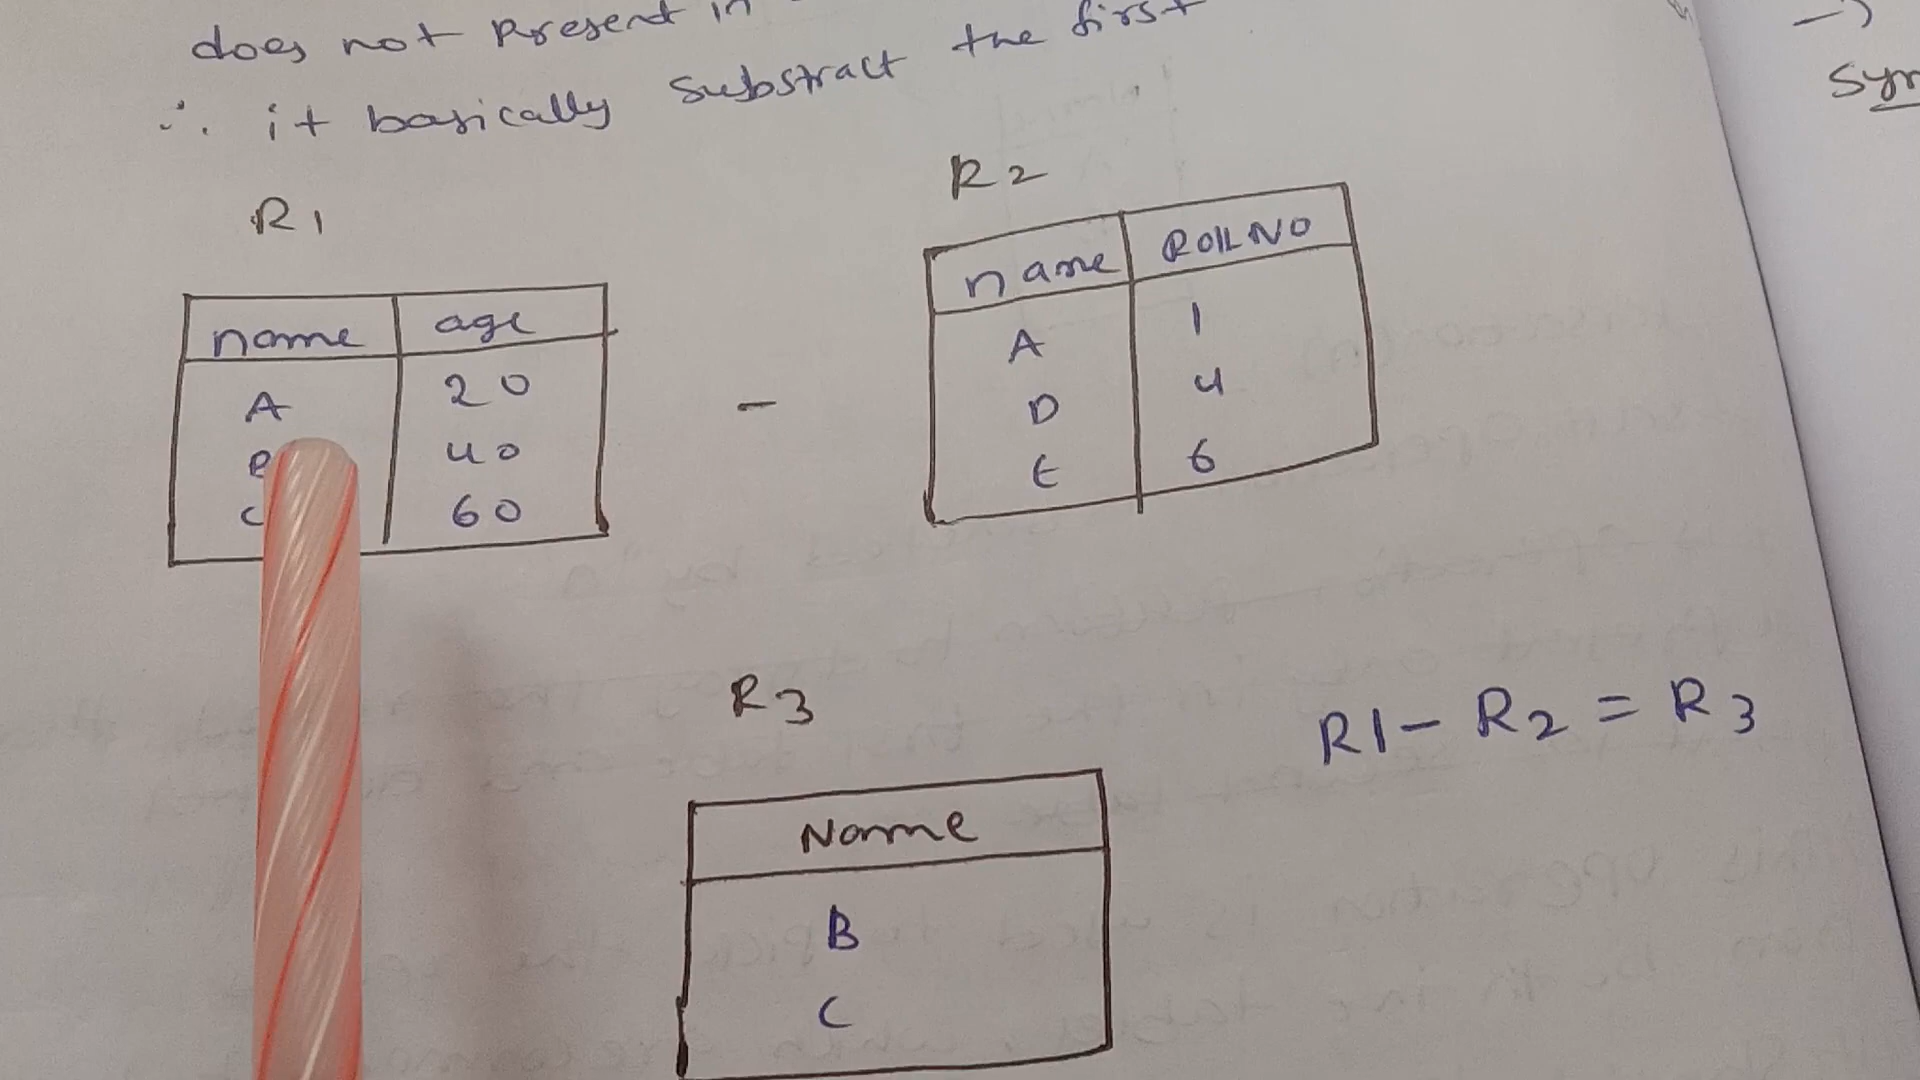 does not Present in
∴ it basically substract the first
R1
R2
name age
A 20
B 40
C 60
-
name ROLL NO
A 1
D 4
E 6
R3
R1 - R2 = R3
Name
B
C